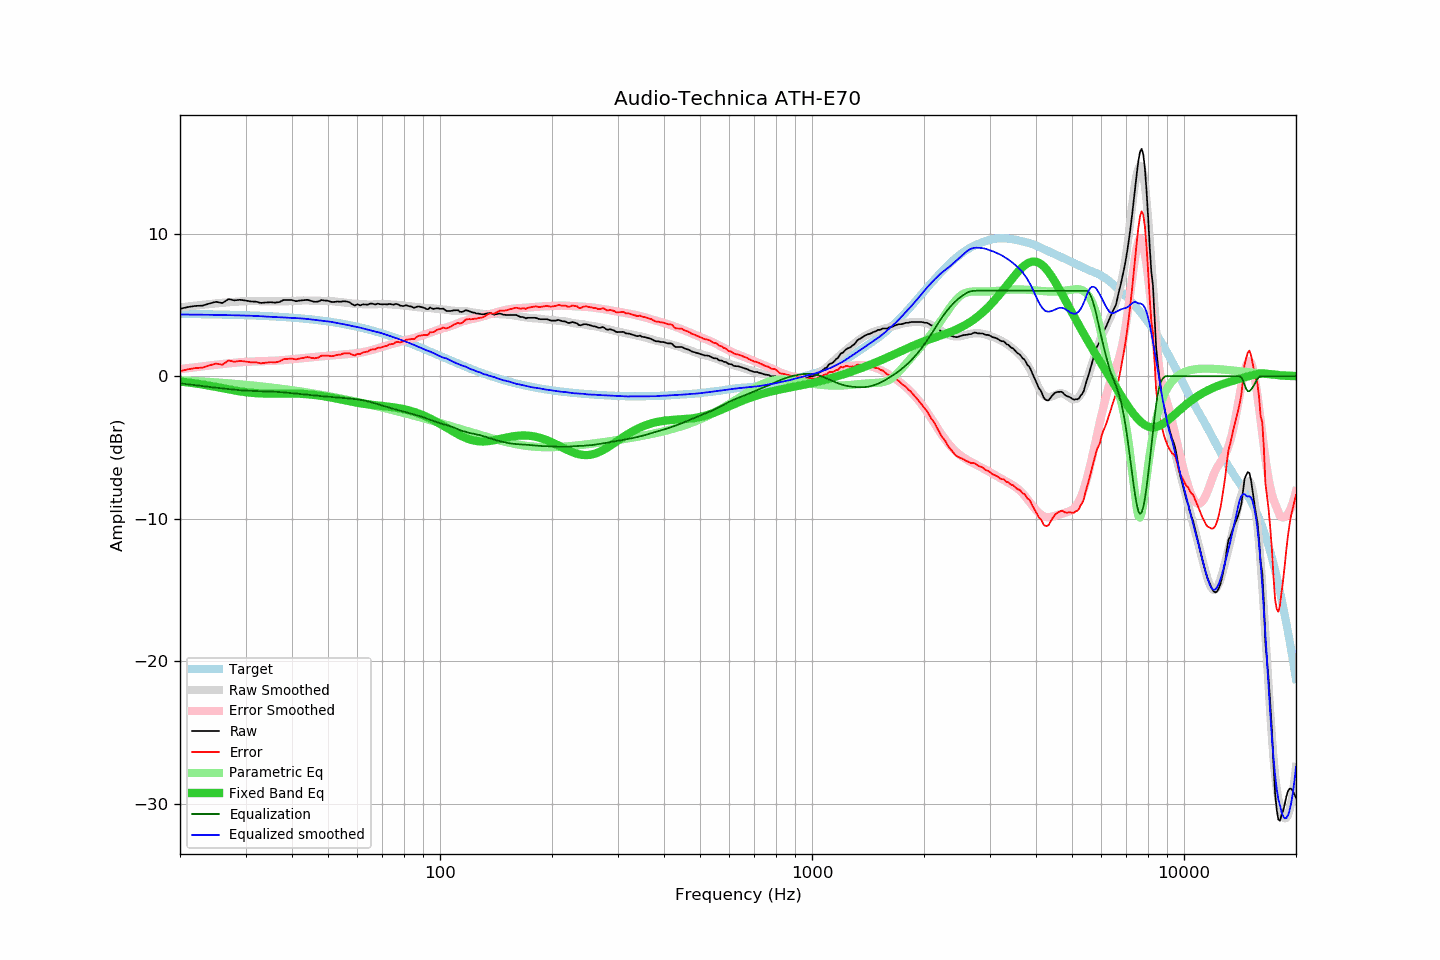 Audio-Technica ATH-E70
Amplitude (dBr)
10
0
−10
−20
−30
Target
Raw Smoothed
Error Smoothed
Raw
Error
Parametric Eq
Fixed Band Eq
Equalization
Equalized smoothed
100 1000 10000
Frequency (Hz)